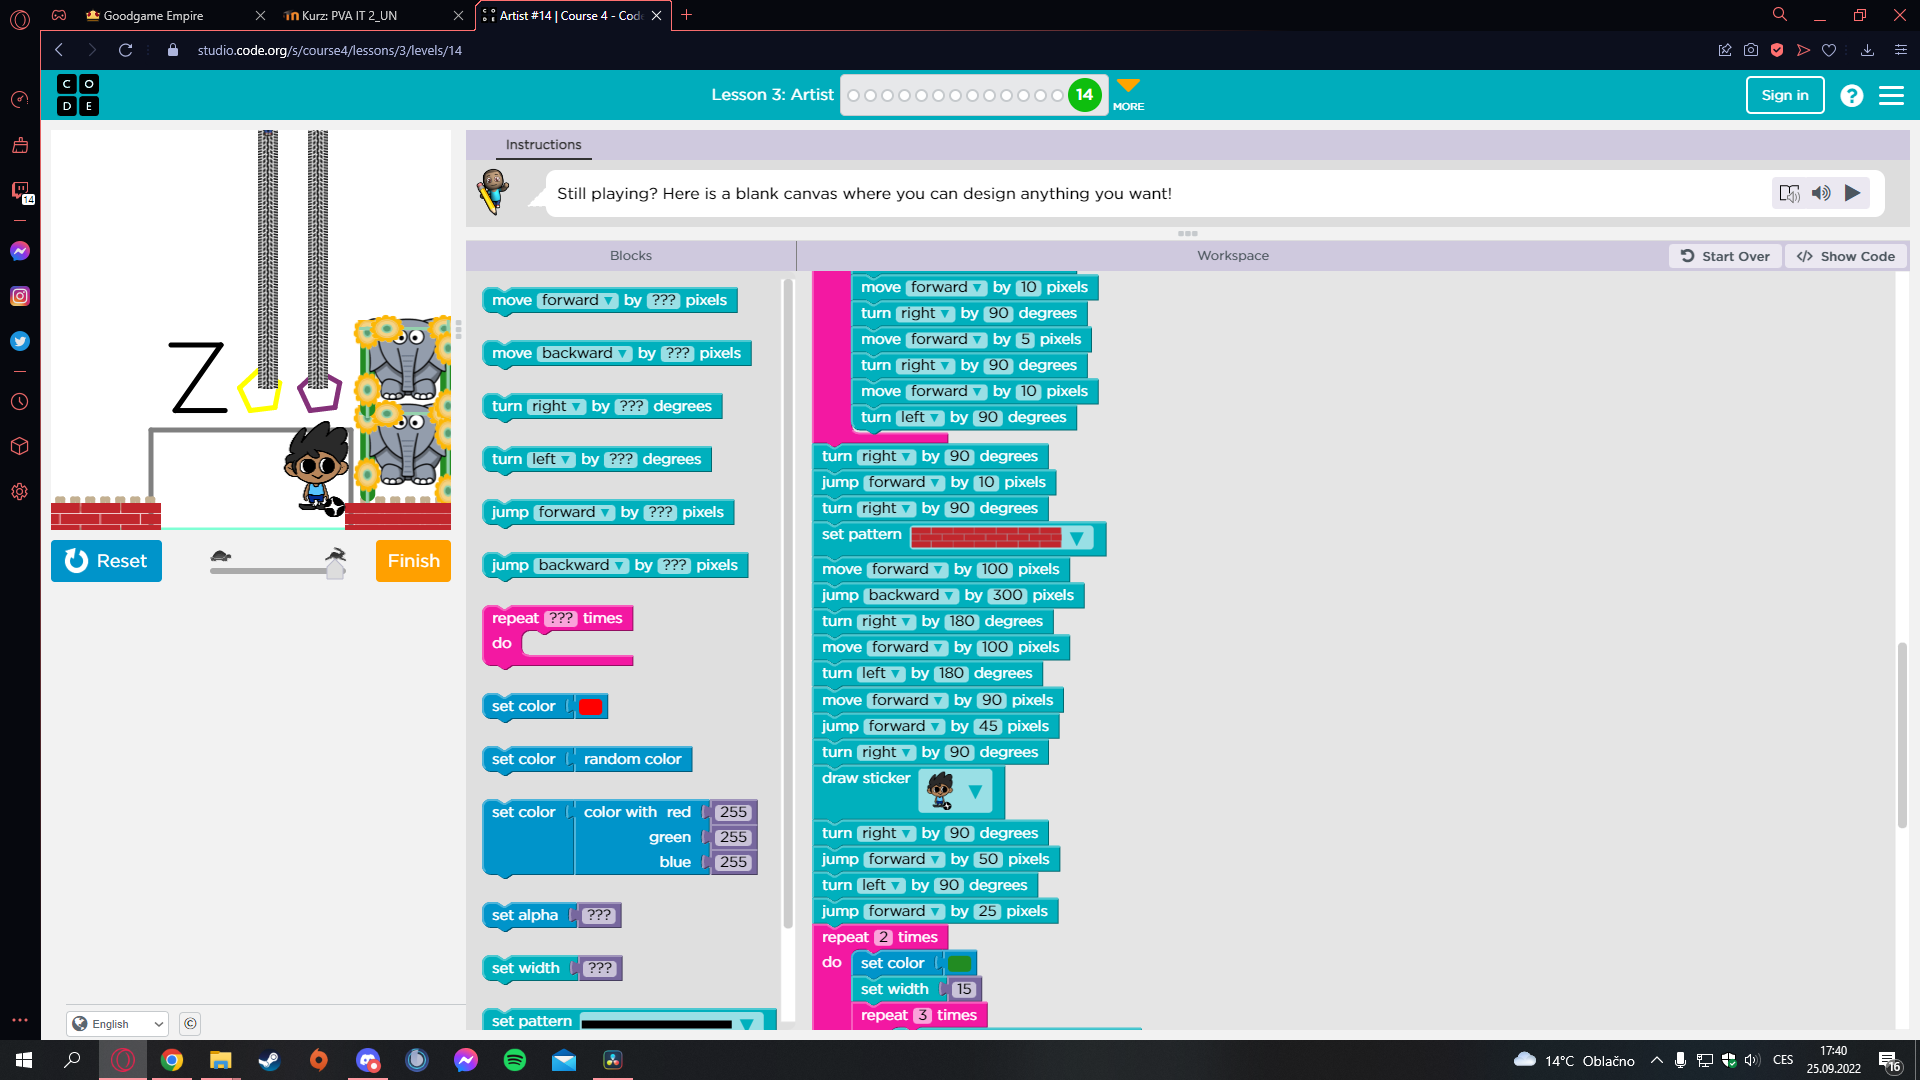 Goodgame Empire
Kurz: PVA IT 2_UN
Artist #14 | Course 4 - Cod
studio.code.org/s/course4/lessons/3/levels/14
C O
D E
Lesson 3: Artist
14
MORE
Sign in
?
14
Instructions
Still playing? Here is a blank canvas where you can design anything you want!
Blocks
Workspace
Start Over
</> Show Code
move forward by ??? pixels
move backward by ??? pixels
turn right by ??? degrees
turn left by ??? degrees
jump forward by ??? pixels
jump backward by ??? pixels
repeat ??? times
do
set color
set color random color
set color color with red 255
green 255
blue 255
set alpha ???
set width ???
set pattern
move forward by 10 pixels
turn right by 90 degrees
move forward by 5 pixels
turn right by 90 degrees
move forward by 10 pixels
turn left by 90 degrees
turn right by 90 degrees
jump forward by 10 pixels
turn right by 90 degrees
set pattern
move forward by 100 pixels
jump backward by 300 pixels
turn right by 180 degrees
move forward by 100 pixels
turn left by 180 degrees
move forward by 90 pixels
jump forward by 45 pixels
turn right by 90 degrees
draw sticker
turn right by 90 degrees
jump forward by 50 pixels
turn left by 90 degrees
jump forward by 25 pixels
repeat 2 times
do set color
set width 15
repeat 3 times
Z
Reset
Finish
English
©
14°C Oblačno
CES
17:40
25.09.2022
16